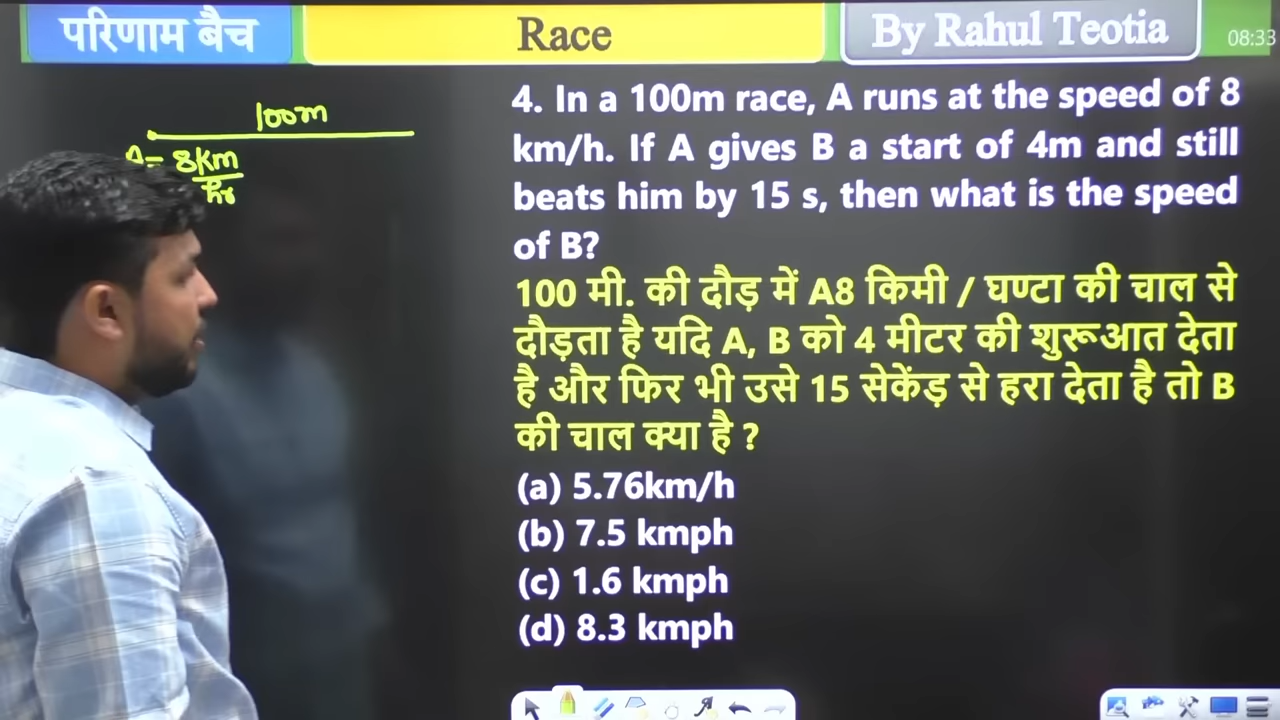 परिणाम बैच
Race
By Rahul Teotia
08:33
100m
A= 8km
hr
4. In a 100m race, A runs at the speed of 8
km/h. If A gives B a start of 4m and still
beats him by 15 s, then what is the speed
of B?
100 मी. की दौड़ में A8 किमी / घण्टा की चाल से
दौड़ता है यदि A, B को 4 मीटर की शुरूआत देता
है और फिर भी उसे 15 सेकेंड़ से हरा देता है तो B
की चाल क्या है ?
(a) 5.76km/h
(b) 7.5 kmph
(c) 1.6 kmph
(d) 8.3 kmph